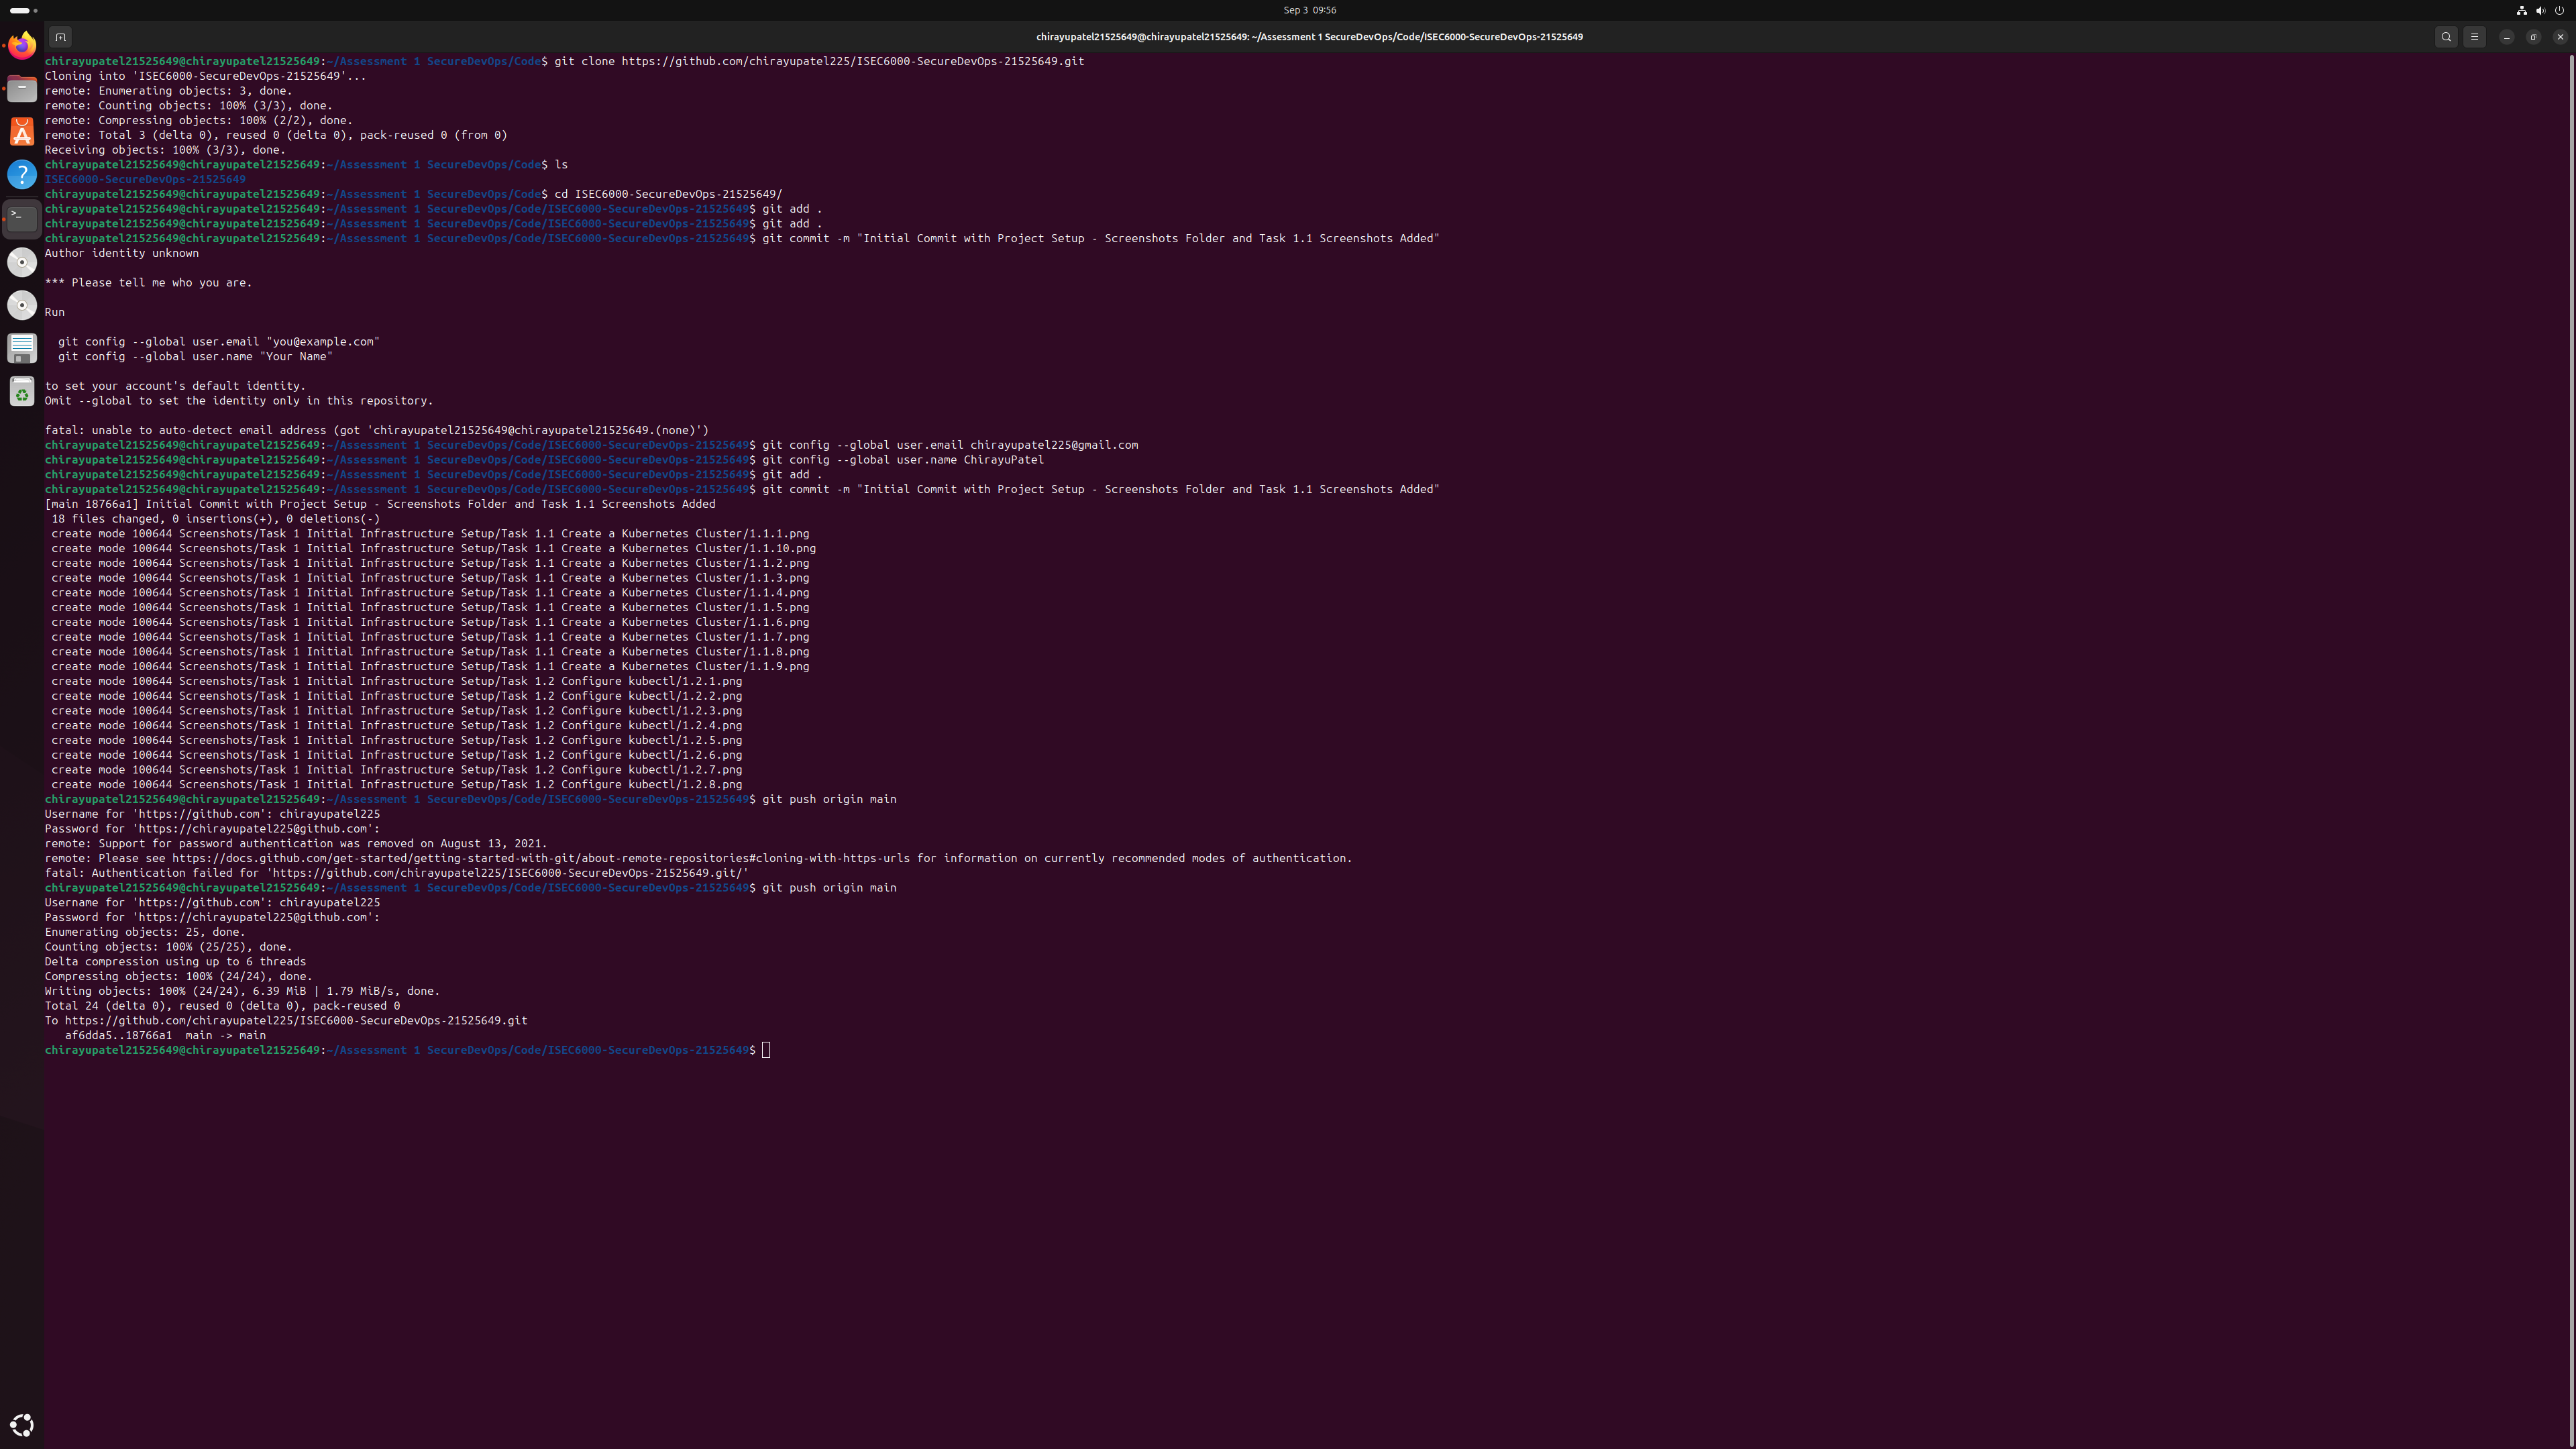 Sep 3 09:56
chirayupatel21525649@chirayupatel21525649: ~/Assessment 1 SecureDevOps/Code/ISEC6000-SecureDevOps-21525649
chirayupatel21525649@chirayupatel21525649:~/Assessment 1 SecureDevOps/Code$ git clone https://github.com/chirayupatel225/ISEC6000-SecureDevOps-21525649.git
Cloning into 'ISEC6000-SecureDevOps-21525649'...
remote: Enumerating objects: 3, done.
remote: Counting objects: 100% (3/3), done.
remote: Compressing objects: 100% (2/2), done.
remote: Total 3 (delta 0), reused 0 (delta 0), pack-reused 0 (from 0)
Receiving objects: 100% (3/3), done.
chirayupatel21525649@chirayupatel21525649:~/Assessment 1 SecureDevOps/Code$ ls
ISEC6000-SecureDevOps-21525649
chirayupatel21525649@chirayupatel21525649:~/Assessment 1 SecureDevOps/Code$ cd ISEC6000-SecureDevOps-21525649/
chirayupatel21525649@chirayupatel21525649:~/Assessment 1 SecureDevOps/Code/ISEC6000-SecureDevOps-21525649$ git add .
chirayupatel21525649@chirayupatel21525649:~/Assessment 1 SecureDevOps/Code/ISEC6000-SecureDevOps-21525649$ git add .
chirayupatel21525649@chirayupatel21525649:~/Assessment 1 SecureDevOps/Code/ISEC6000-SecureDevOps-21525649$ git commit -m "Initial Commit with Project Setup - Screenshots Folder and Task 1.1 Screenshots Added"
Author identity unknown
*** Please tell me who you are.
Run
git config --global user.email "you@example.com"
git config --global user.name "Your Name"
to set your account's default identity.
Omit --global to set the identity only in this repository.
fatal: unable to auto-detect email address (got 'chirayupatel21525649@chirayupatel21525649.(none)')
chirayupatel21525649@chirayupatel21525649:~/Assessment 1 SecureDevOps/Code/ISEC6000-SecureDevOps-21525649$ git config --global user.email chirayupatel225@gmail.com
chirayupatel21525649@chirayupatel21525649:~/Assessment 1 SecureDevOps/Code/ISEC6000-SecureDevOps-21525649$ git config --global user.name ChirayuPatel
chirayupatel21525649@chirayupatel21525649:~/Assessment 1 SecureDevOps/Code/ISEC6000-SecureDevOps-21525649$ git add .
chirayupatel21525649@chirayupatel21525649:~/Assessment 1 SecureDevOps/Code/ISEC6000-SecureDevOps-21525649$ git commit -m "Initial Commit with Project Setup - Screenshots Folder and Task 1.1 Screenshots Added"
[main 18766a1] Initial Commit with Project Setup - Screenshots Folder and Task 1.1 Screenshots Added
18 files changed, 0 insertions(+), 0 deletions(-)
create mode 100644 Screenshots/Task 1 Initial Infrastructure Setup/Task 1.1 Create a Kubernetes Cluster/1.1.1.png
create mode 100644 Screenshots/Task 1 Initial Infrastructure Setup/Task 1.1 Create a Kubernetes Cluster/1.1.10.png
create mode 100644 Screenshots/Task 1 Initial Infrastructure Setup/Task 1.1 Create a Kubernetes Cluster/1.1.2.png
create mode 100644 Screenshots/Task 1 Initial Infrastructure Setup/Task 1.1 Create a Kubernetes Cluster/1.1.3.png
create mode 100644 Screenshots/Task 1 Initial Infrastructure Setup/Task 1.1 Create a Kubernetes Cluster/1.1.4.png
create mode 100644 Screenshots/Task 1 Initial Infrastructure Setup/Task 1.1 Create a Kubernetes Cluster/1.1.5.png
create mode 100644 Screenshots/Task 1 Initial Infrastructure Setup/Task 1.1 Create a Kubernetes Cluster/1.1.6.png
create mode 100644 Screenshots/Task 1 Initial Infrastructure Setup/Task 1.1 Create a Kubernetes Cluster/1.1.7.png
create mode 100644 Screenshots/Task 1 Initial Infrastructure Setup/Task 1.1 Create a Kubernetes Cluster/1.1.8.png
create mode 100644 Screenshots/Task 1 Initial Infrastructure Setup/Task 1.1 Create a Kubernetes Cluster/1.1.9.png
create mode 100644 Screenshots/Task 1 Initial Infrastructure Setup/Task 1.2 Configure kubectl/1.2.1.png
create mode 100644 Screenshots/Task 1 Initial Infrastructure Setup/Task 1.2 Configure kubectl/1.2.2.png
create mode 100644 Screenshots/Task 1 Initial Infrastructure Setup/Task 1.2 Configure kubectl/1.2.3.png
create mode 100644 Screenshots/Task 1 Initial Infrastructure Setup/Task 1.2 Configure kubectl/1.2.4.png
create mode 100644 Screenshots/Task 1 Initial Infrastructure Setup/Task 1.2 Configure kubectl/1.2.5.png
create mode 100644 Screenshots/Task 1 Initial Infrastructure Setup/Task 1.2 Configure kubectl/1.2.6.png
create mode 100644 Screenshots/Task 1 Initial Infrastructure Setup/Task 1.2 Configure kubectl/1.2.7.png
create mode 100644 Screenshots/Task 1 Initial Infrastructure Setup/Task 1.2 Configure kubectl/1.2.8.png
chirayupatel21525649@chirayupatel21525649:~/Assessment 1 SecureDevOps/Code/ISEC6000-SecureDevOps-21525649$ git push origin main
Username for 'https://github.com': chirayupatel225
Password for 'https://chirayupatel225@github.com':
remote: Support for password authentication was removed on August 13, 2021.
remote: Please see https://docs.github.com/get-started/getting-started-with-git/about-remote-repositories#cloning-with-https-urls for information on currently recommended modes of authentication.
fatal: Authentication failed for 'https://github.com/chirayupatel225/ISEC6000-SecureDevOps-21525649.git/'
chirayupatel21525649@chirayupatel21525649:~/Assessment 1 SecureDevOps/Code/ISEC6000-SecureDevOps-21525649$ git push origin main
Username for 'https://github.com': chirayupatel225
Password for 'https://chirayupatel225@github.com':
Enumerating objects: 25, done.
Counting objects: 100% (25/25), done.
Delta compression using up to 6 threads
Compressing objects: 100% (24/24), done.
Writing objects: 100% (24/24), 6.39 MiB | 1.79 MiB/s, done.
Total 24 (delta 0), reused 0 (delta 0), pack-reused 0
To https://github.com/chirayupatel225/ISEC6000-SecureDevOps-21525649.git
af6dda5..18766a1  main -> main
chirayupatel21525649@chirayupatel21525649:~/Assessment 1 SecureDevOps/Code/ISEC6000-SecureDevOps-21525649$